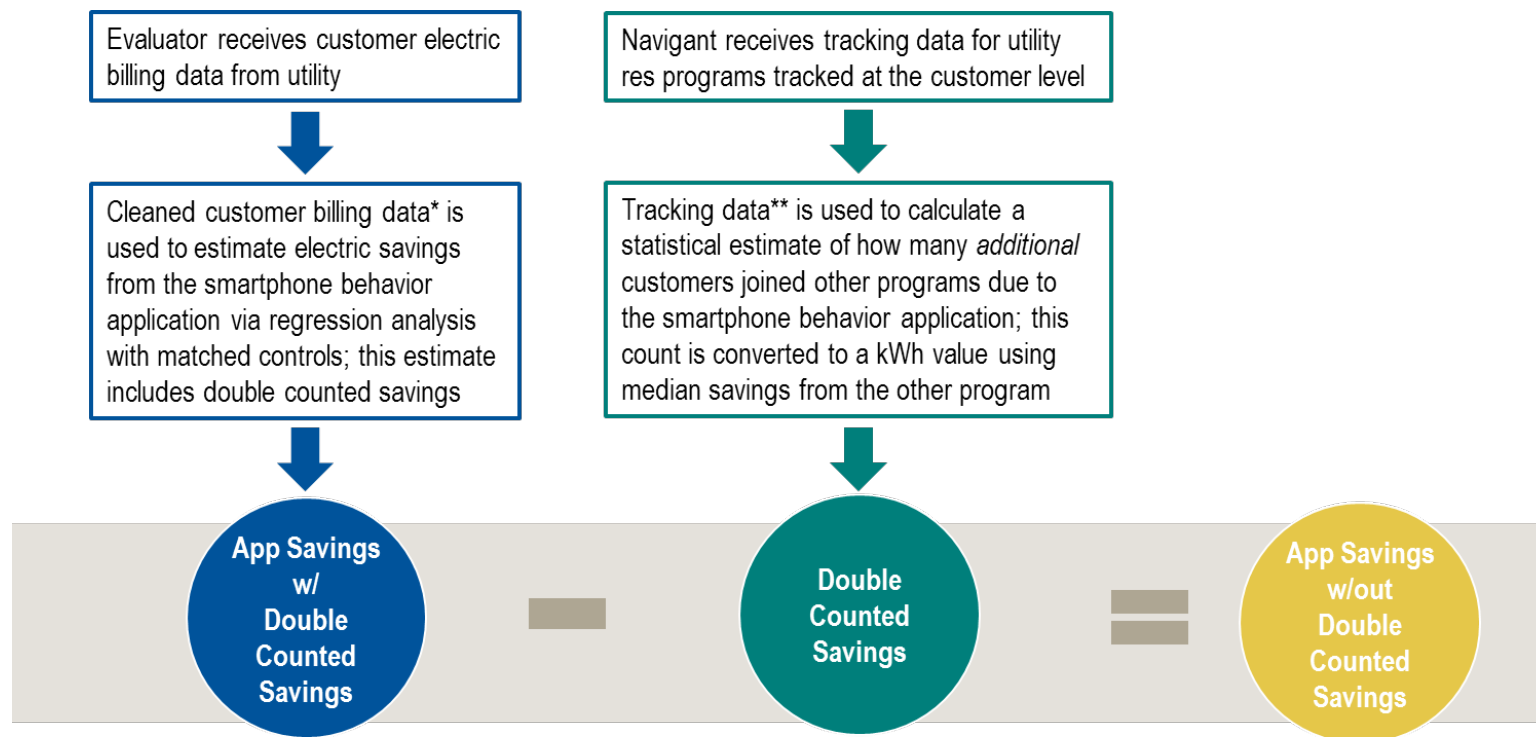 Evaluator receives customer electric
billing data from utility
Cleaned customer billing data* is
used to estimate electric savings
from the smartphone behavior
application via regression analysis
with matched controls; this estimate
includes double counted savings
App Savings
w/
Double
Counted
Savings
Navigant receives tracking data for utility
res programs tracked at the customer level
Tracking data** is used to calculate a
statistical estimate of how many additional
customers joined other programs due to
the smartphone behavior application; this
count is converted to a kWh value using
median savings from the other program
Double
Counted
Savings
App Savings
w/out
Double
Counted
Savings